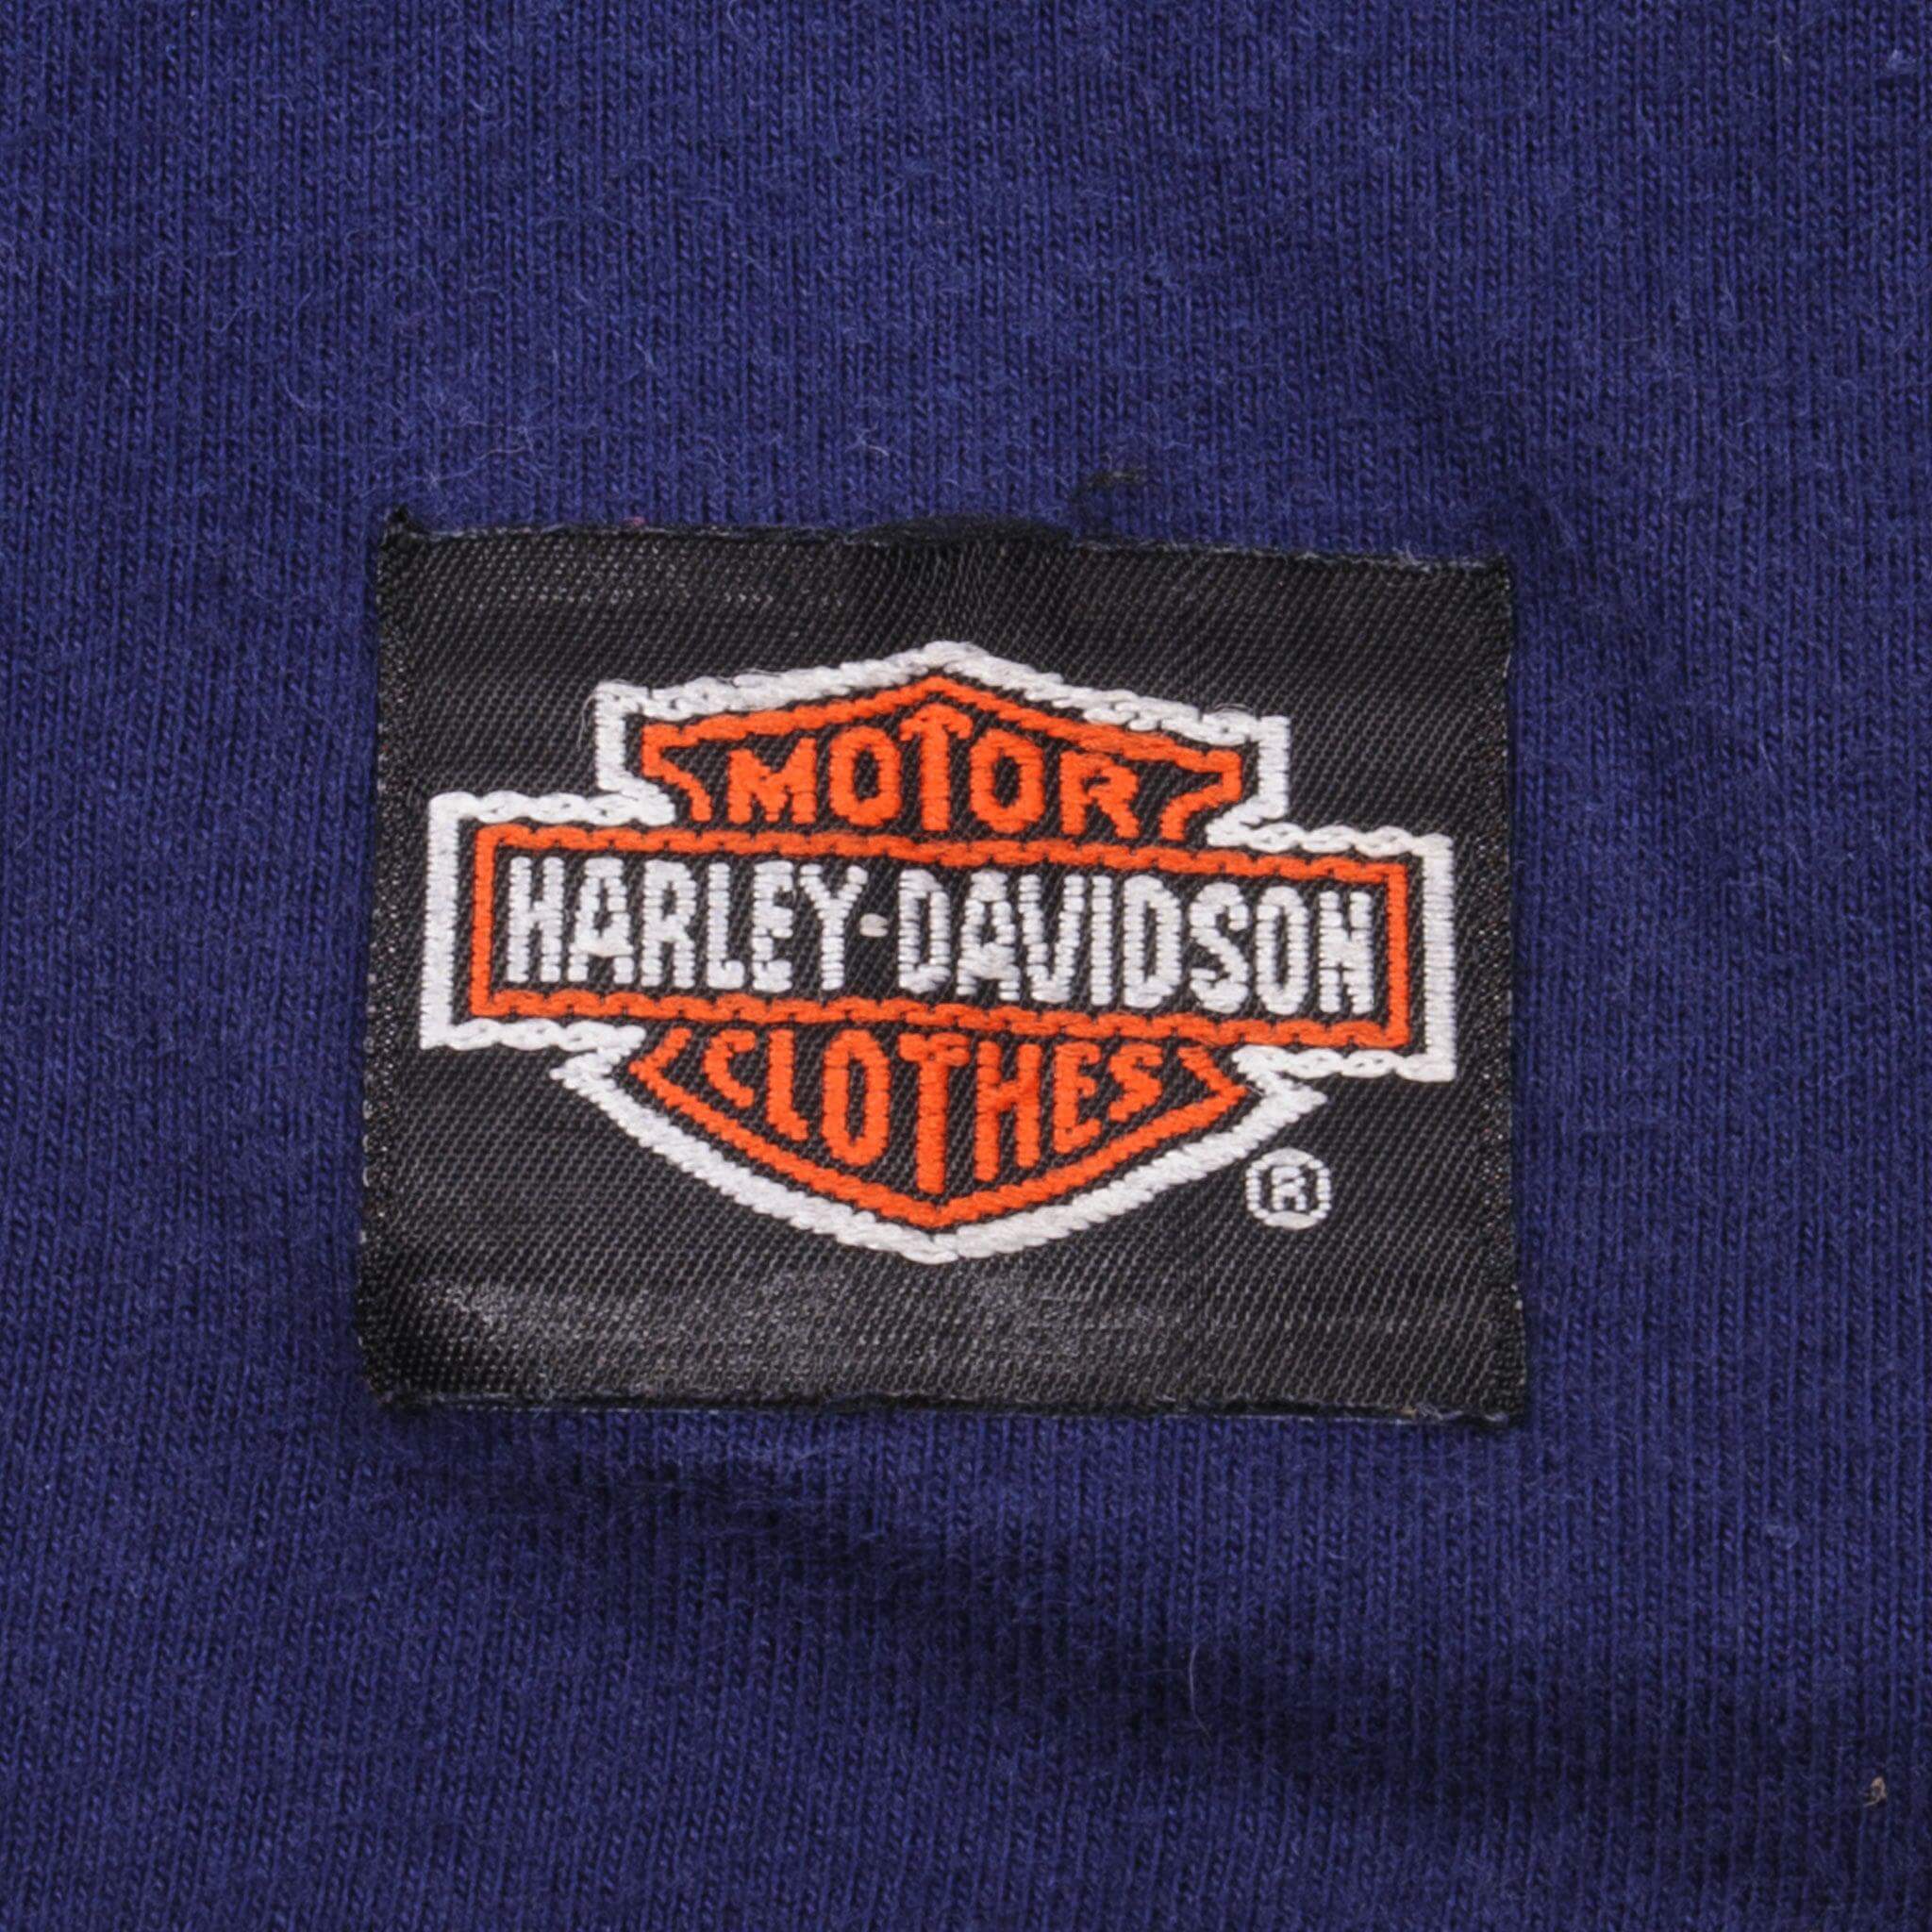 MOTOR
HARLEY-DAVIDSON
CLOTHES
®